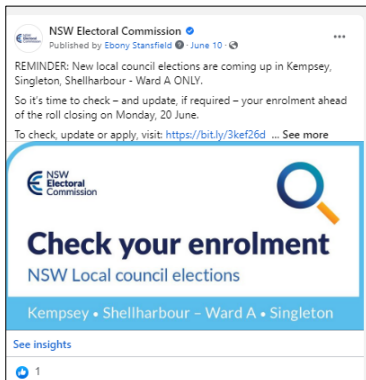 NSW Electoral Commission
Published by Ebony Stansfield · June 10 ·
REMINDER: New local council elections are coming up in Kempsey,
Singleton, Shellharbour - Ward A ONLY.
So it's time to check – and update, if required – your enrolment ahead
of the roll closing on Monday, 20 June.
To check, update or apply, visit: https://bit.ly/3kef26d ... See more
NSW
Electoral
Commission
Check your enrolment
NSW Local council elections
Kempsey • Shellharbour – Ward A • Singleton
See insights
1